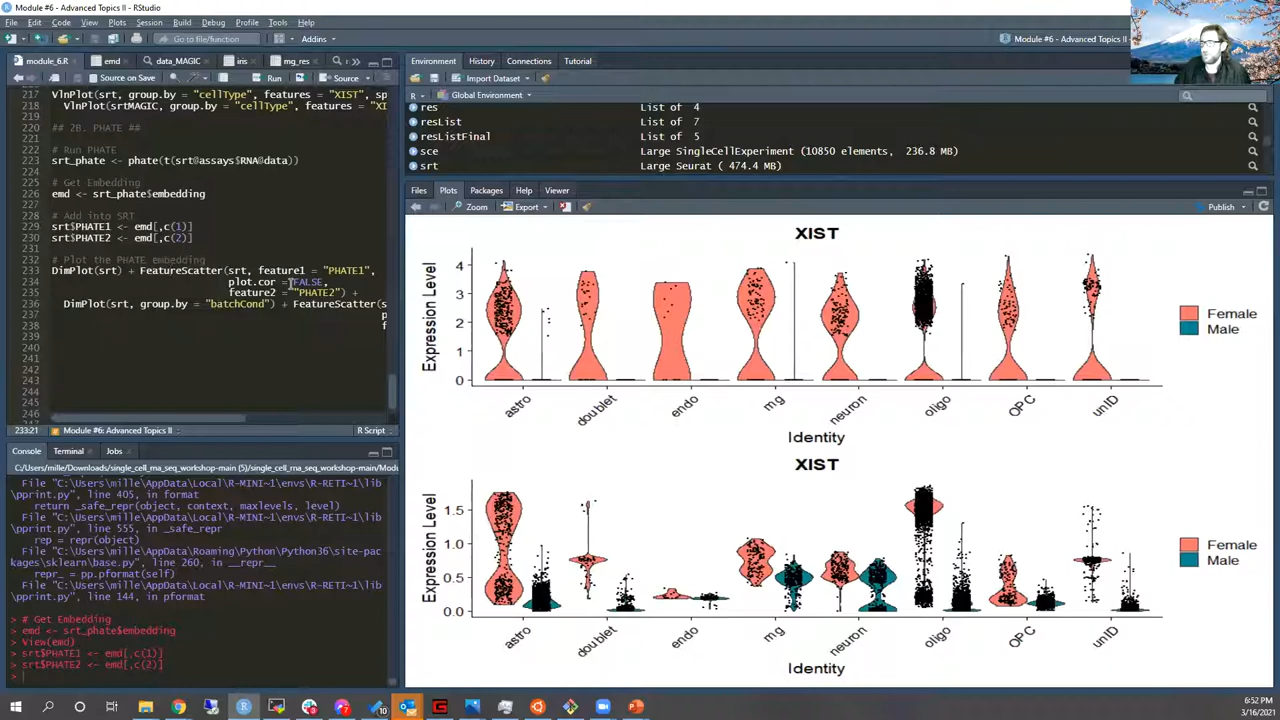 Module #6 - Advanced Topics II - RStudio
File Edit Code View Plots Session Build Debug Profile Tools Help
Go to file/function Addins Module #6 - Advanced Topics II
module_6.R emd data_MAGIC iris mg_res
Source on Save Run Source
217 VlnPlot(srt, group.by = "cellType", features = "XIST", sp
218 VlnPlot(srtMAGIC, group.by = "cellType", features = "XI
219
220 ## 2B. PHATE ##
221
222 # Run PHATE
223 srt_phate <- phate(t(srt@assays$RNA@data))
224
225 # Get Embedding
226 emd <- srt_phate$embedding
227
228 # Add into SRT
229 srt$PHATE1 <- emd[,c(1)]
230 srt$PHATE2 <- emd[,c(2)]
231
232 # Plot the PHATE embedding
233 DimPlot(srt) + FeatureScatter(srt, feature1 = "PHATE1",
234 plot.cor = FALSE,
235 feature2 = "PHATE2") +
236 DimPlot(srt, group.by = "batchCond") + FeatureScatter(s
237 p
238 f
239
240
241
242
243
244
245
246
233:21 Module #6: Advanced Topics II R Script
Console Terminal Jobs
C:/Users/mille/Downloads/single_cell_rna_seq_workshop-main (5)/single_cell_rna_seq_workshop-main/Mod
File "C:\Users\mille\AppData\Local\R-MINI~1\envs\R-RETI~1\lib
\pprint.py", line 405, in format
return _safe_repr(object, context, maxlevels, level)
File "C:\Users\mille\AppData\Local\R-MINI~1\envs\R-RETI~1\lib
\pprint.py", line 555, in _safe_repr
rep = repr(object)
File "C:\Users\mille\AppData\Roaming\Python\Python36\site-pac
kages\sklearn\base.py", line 260, in __repr__
repr_ = pp.pformat(self)
File "C:\Users\mille\AppData\Local\R-MINI~1\envs\R-RETI~1\lib
\pprint.py", line 144, in pformat
> # Get Embedding
> emd <- srt_phate$embedding
> View(emd)
> srt$PHATE1 <- emd[,c(1)]
> srt$PHATE2 <- emd[,c(2)]
>
Environment History Connections Tutorial
Import Dataset
R Global Environment
res List of 4
resList List of 7
resListFinal List of 5
sce Large SingleCellExperiment (10850 elements, 236.8 MB)
srt Large Seurat ( 474.4 MB)
Files Plots Packages Help Viewer
Zoom Export Publish
XIST
Expression Level
4
3
2
1
0
astro doublet endo mg neuron oligo OPC unID
Identity
Female
Male
XIST
Expression Level
1.5
1.0
0.5
0.0
astro doublet endo mg neuron oligo OPC unID
Identity
Female
Male
6:52 PM
3/16/2021